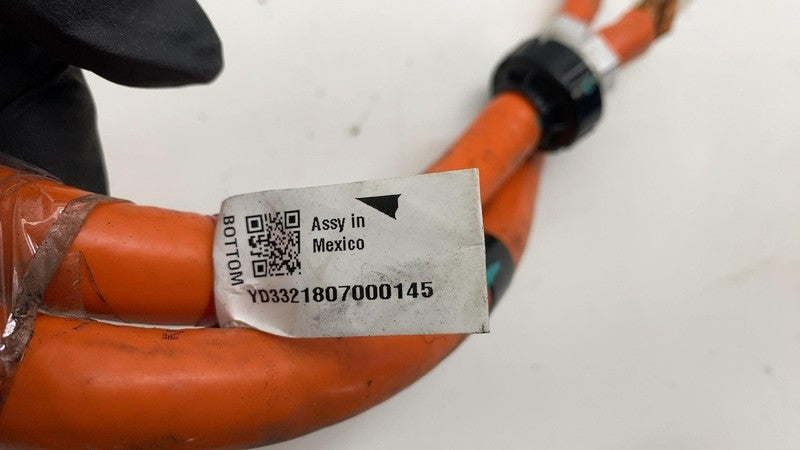 BOTTOM
Assy in
Mexico
YD3321807000145